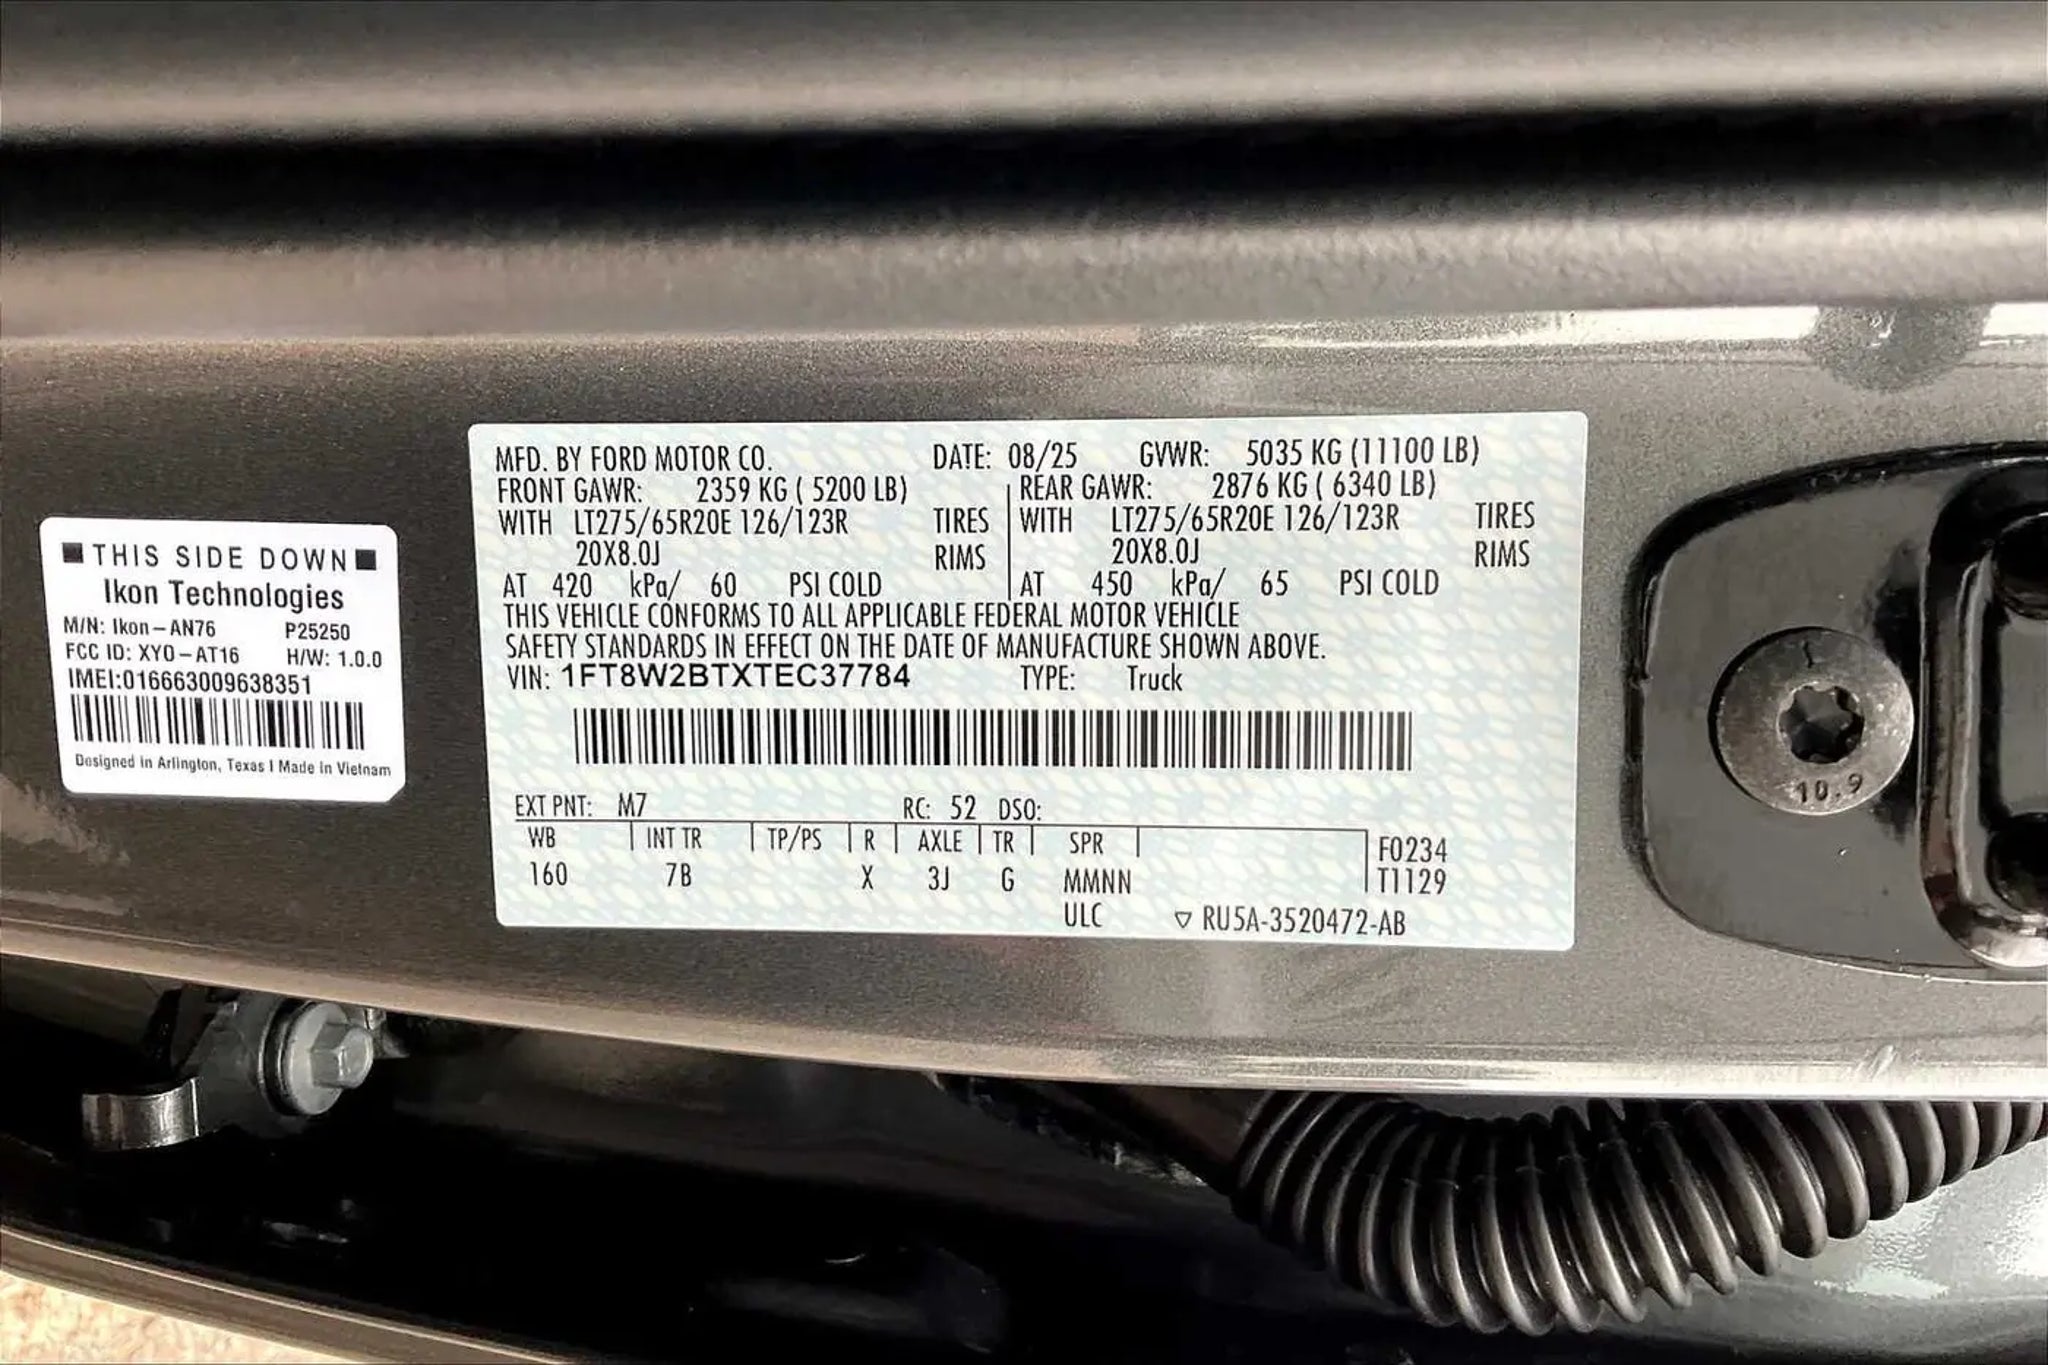 ■ THIS SIDE DOWN ■
Ikon Technologies
M/N: Ikon-AN76 P25250
FCC ID: XYO-AT16 H/W: 1.0.0
IMEI:016663009638351
Designed in Arlington, Texas I Made in Vietnam
MFD. BY FORD MOTOR CO. DATE: 08/25 GVWR: 5035 KG (11100 LB)
FRONT GAWR: 2359 KG ( 5200 LB) REAR GAWR: 2876 KG ( 6340 LB)
WITH LT275/65R20E 126/123R TIRES WITH LT275/65R20E 126/123R TIRES
20X8.0J RIMS 20X8.0J RIMS
AT 420 kPa/ 60 PSI COLD AT 450 kPa/ 65 PSI COLD
THIS VEHICLE CONFORMS TO ALL APPLICABLE FEDERAL MOTOR VEHICLE
SAFETY STANDARDS IN EFFECT ON THE DATE OF MANUFACTURE SHOWN ABOVE.
VIN: 1FT8W2BTXTEC37784 TYPE: Truck
EXT PNT: M7 RC: 52 DSO:
WB INT TR TP/PS R AXLE TR SPR F0234
160 7B X 3J G MMNN T1129
ULC ▽ RU5A-3520472-AB
10.9